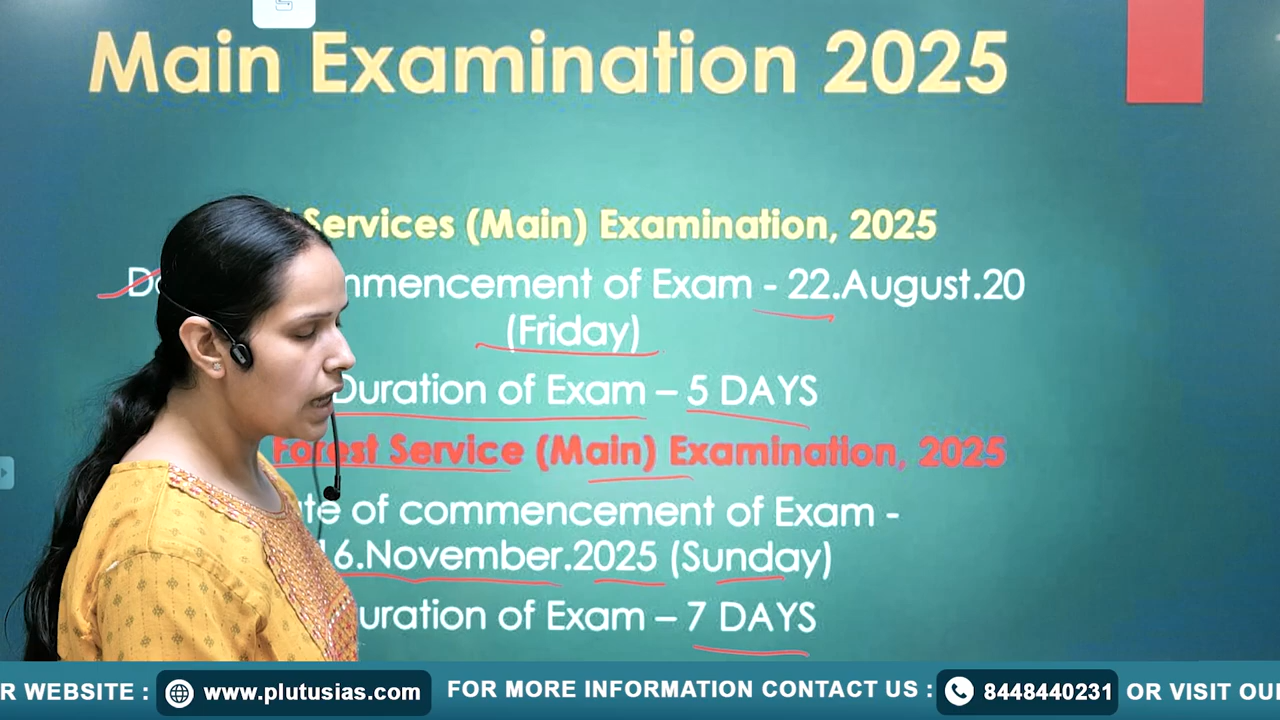 Main Examination 2025
Services (Main) Examination, 2025
mmencement of Exam - 22.August.20
(Friday)
Duration of Exam – 5 DAYS
Forest Service (Main) Examination, 2025
ate of commencement of Exam -
16.November.2025 (Sunday)
uration of Exam – 7 DAYS
R WEBSITE : www.plutusias.com FOR MORE INFORMATION CONTACT US : 8448440231 OR VISIT OU